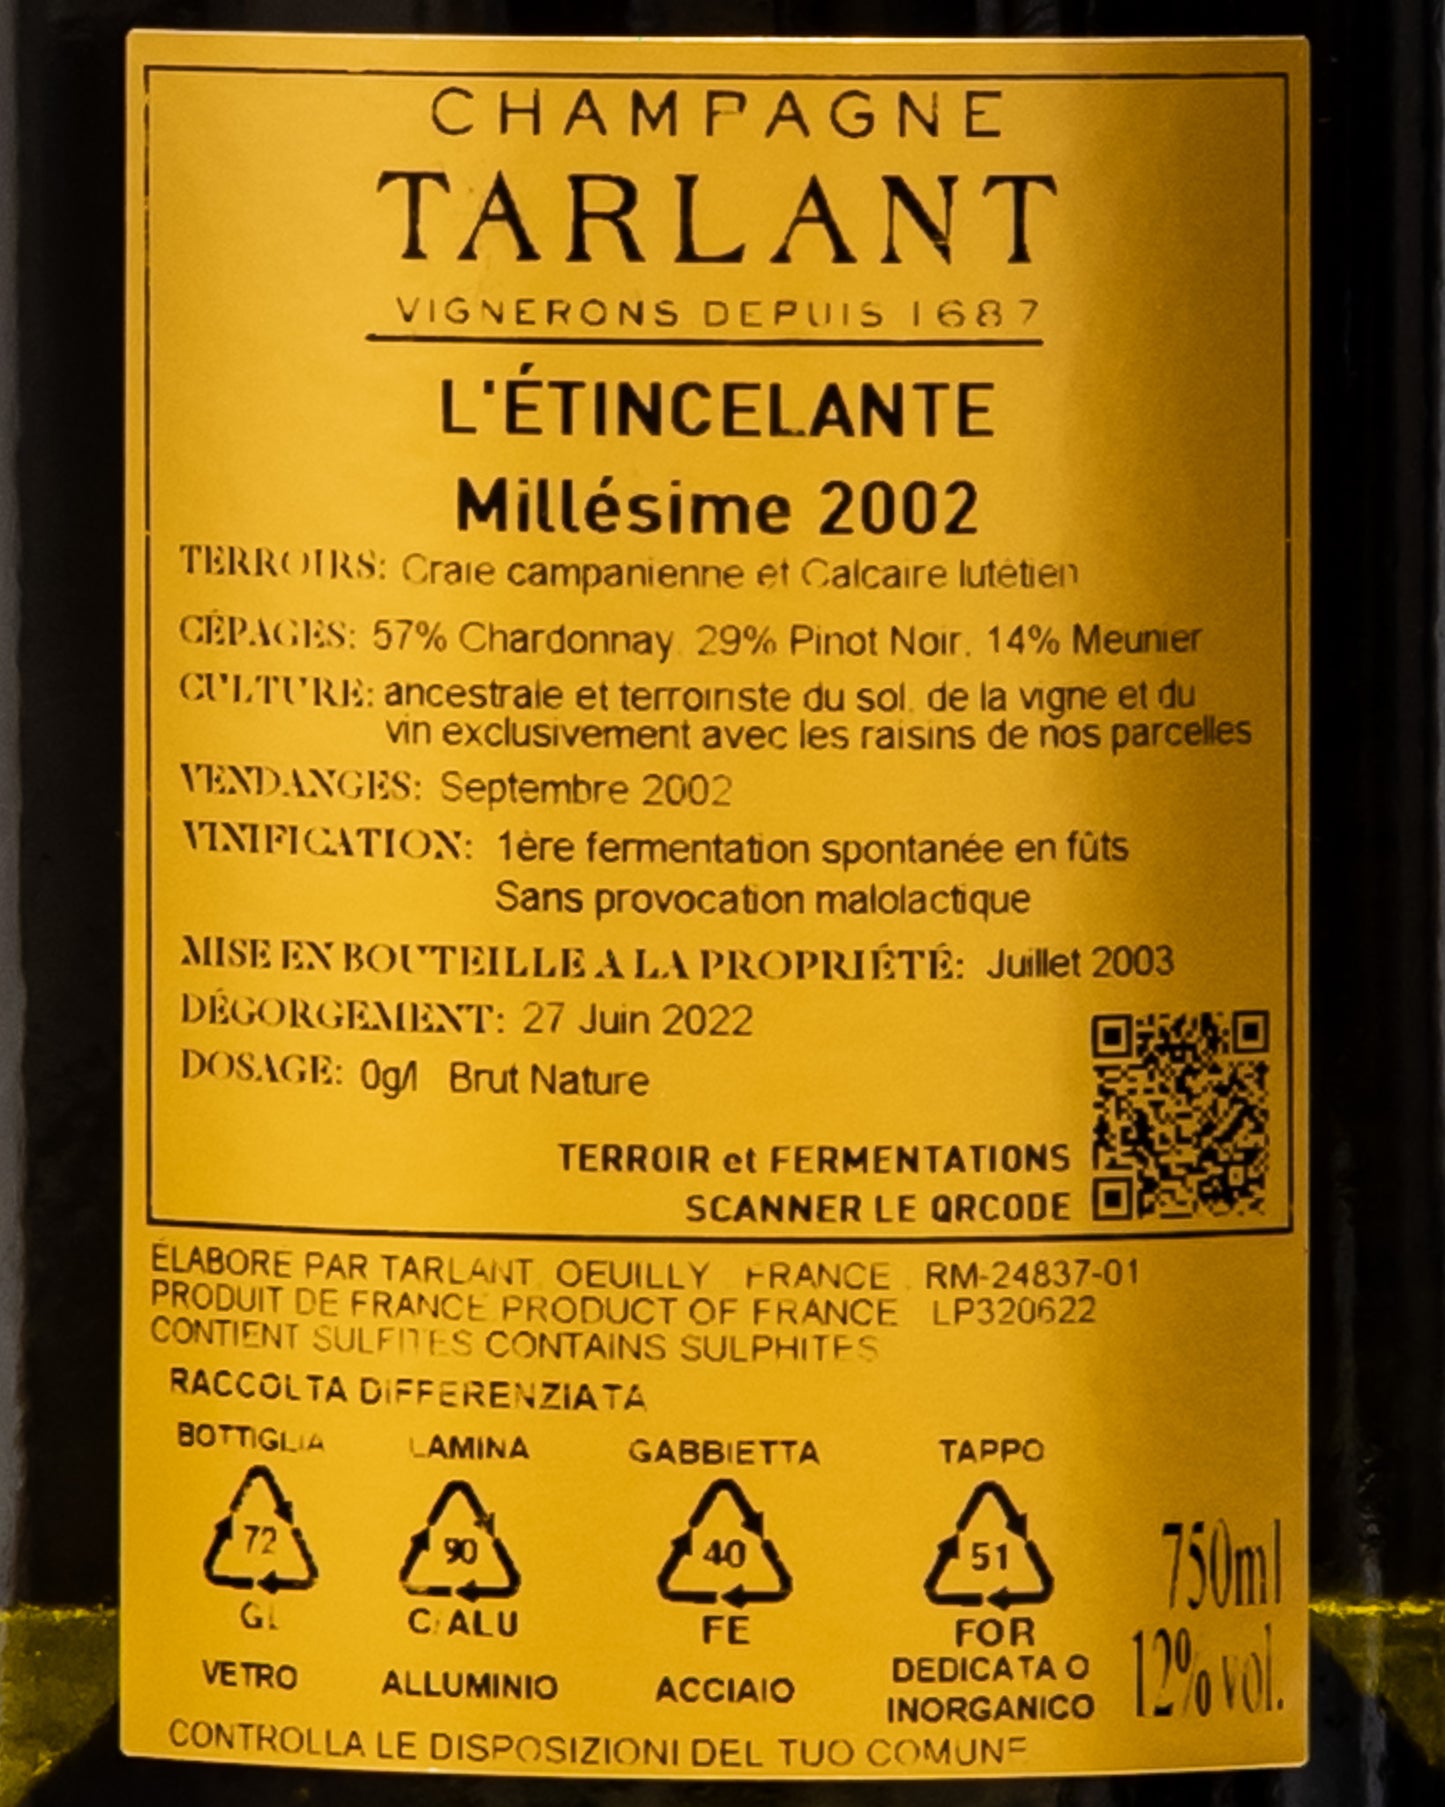 CHAMPAGNE
TARLANT
VIGNERONS DEPUIS 1687
L'ÉTINCELANTE
Millésime 2002
TERROIRS: Craie campanienne et Calcaire lutétien
CÉPAGES: 57% Chardonnay, 29% Pinot Noir, 14% Meunier
CULTURE: ancestrale et terroiriste du sol, de la vigne et du
vin exclusivement avec les raisins de nos parcelles
VENDANGES: Septembre 2002
VINIFICATION: 1ère fermentation spontanée en fûts
Sans provocation malolactique
MISE EN BOUTEILLE A LA PROPRIÉTÉ: Juillet 2003
DÉGORGEMENT: 27 Juin 2022
DOSAGE: 0g/l Brut Nature
TERROIR et FERMENTATIONS
SCANNER LE QRCODE
ÉLABORÉ PAR TARLANT OEUILLY FRANCE RM-24837-01
PRODUIT DE FRANCE PRODUCT OF FRANCE LP320622
CONTIENT SULFITES CONTAINS SULPHITES
RACCOLTA DIFFERENZIATA
BOTTIGLIA LAMINA GABBIETTA TAPPO
72 90 40 51
GL C/ALU FE FOR
VETRO ALLUMINIO ACCIAIO DEDICATA O
INORGANICO
750ml
12% vol.
CONTROLLA LE DISPOSIZIONI DEL TUO COMUNE